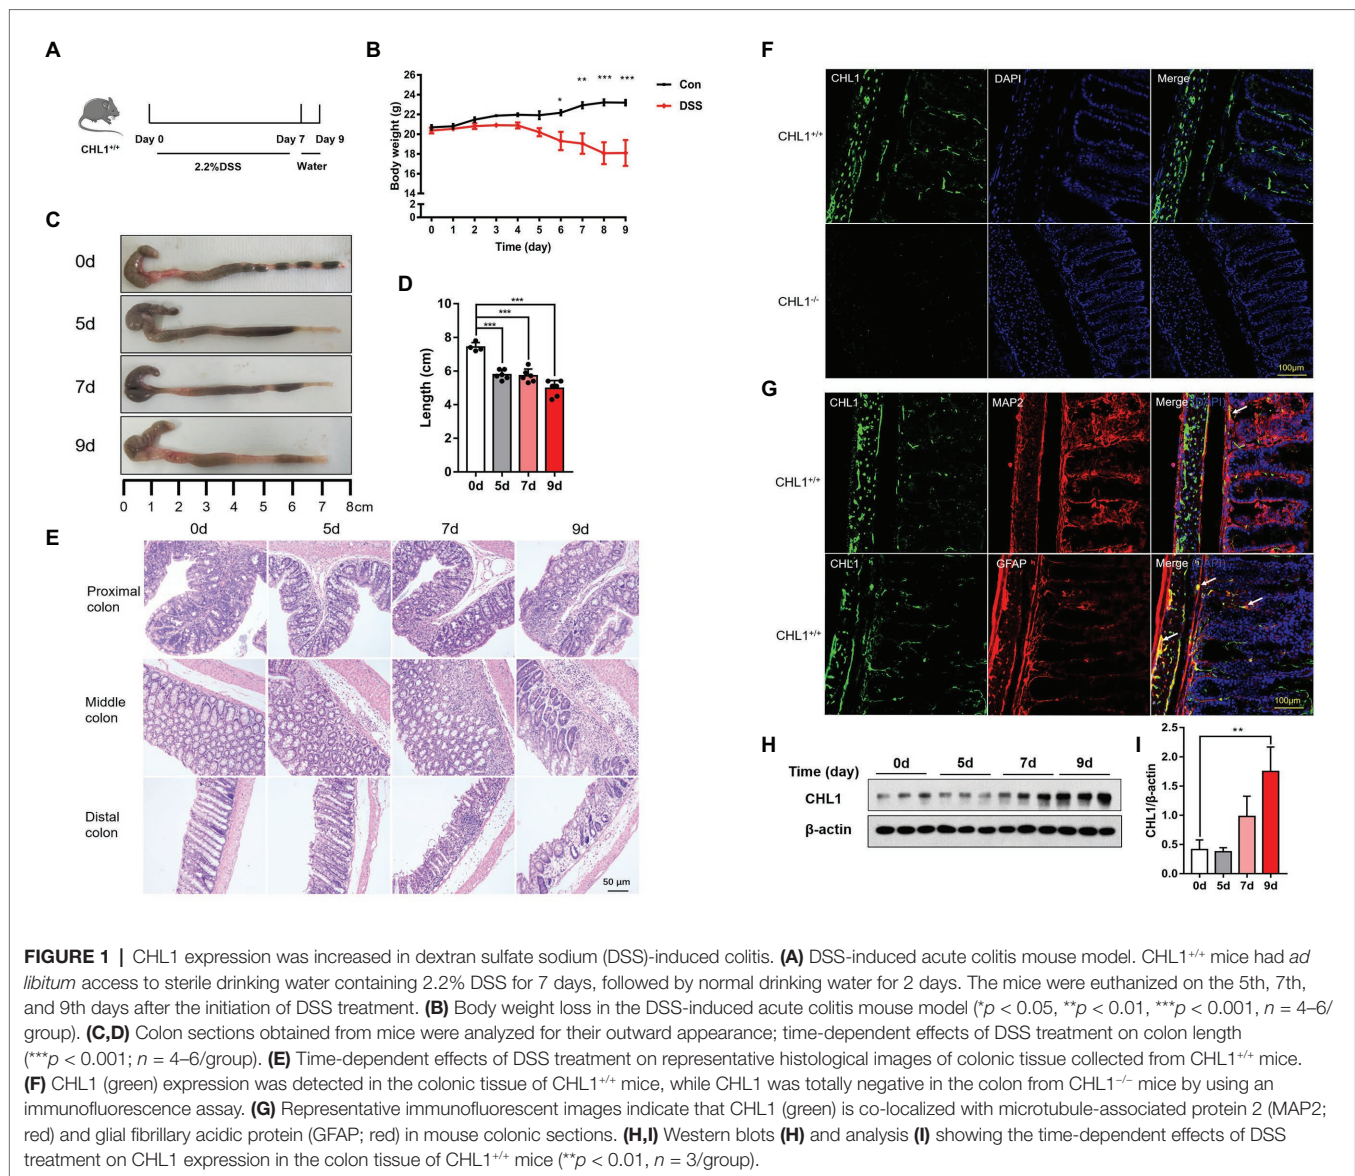 A
CHL1+/+
Day 0
Day 7
Day 9
2.2%DSS
Water
B
Body weight (g)
26
24
22
20
18
16
14
2
0
0 1 2 3 4 5 6 7 8 9
Time (day)
* ** *** ***
Con
DSS
C
0d
5d
7d
9d
0 1 2 3 4 5 6 7 8cm
D
Length (cm)
10
8
6
4
2
0
***
***
***
0d 5d 7d 9d
E
0d 5d 7d 9d
Proximal
colon
Middle
colon
Distal
colon
50 μm
F
CHL1 DAPI Merge
CHL1+/+
CHL1-/-
100μm
G
CHL1 MAP2 Merge (DAPI)
CHL1+/+
CHL1 GFAP Merge (DAPI)
CHL1+/+
100μm
H
Time (day) 0d 5d 7d 9d
CHL1
β-actin
I
CHL1/β-actin
2.5
2.0
1.5
1.0
0.5
0.0
**
0d 5d 7d 9d
FIGURE 1 | CHL1 expression was increased in dextran sulfate sodium (DSS)-induced colitis. (A) DSS-induced acute colitis mouse model. CHL1+/+ mice had ad
libitum access to sterile drinking water containing 2.2% DSS for 7 days, followed by normal drinking water for 2 days. The mice were euthanized on the 5th, 7th,
and 9th days after the initiation of DSS treatment. (B) Body weight loss in the DSS-induced acute colitis mouse model (*p < 0.05, **p < 0.01, ***p < 0.001, n = 4–6/
group). (C,D) Colon sections obtained from mice were analyzed for their outward appearance; time-dependent effects of DSS treatment on colon length
(***p < 0.001; n = 4–6/group). (E) Time-dependent effects of DSS treatment on representative histological images of colonic tissue collected from CHL1+/+ mice.
(F) CHL1 (green) expression was detected in the colonic tissue of CHL1+/+ mice, while CHL1 was totally negative in the colon from CHL1−/− mice by using an
immunofluorescence assay. (G) Representative immunofluorescent images indicate that CHL1 (green) is co-localized with microtubule-associated protein 2 (MAP2;
red) and glial fibrillary acidic protein (GFAP; red) in mouse colonic sections. (H,I) Western blots (H) and analysis (I) showing the time-dependent effects of DSS
treatment on CHL1 expression in the colon tissue of CHL1+/+ mice (**p < 0.01, n = 3/group).